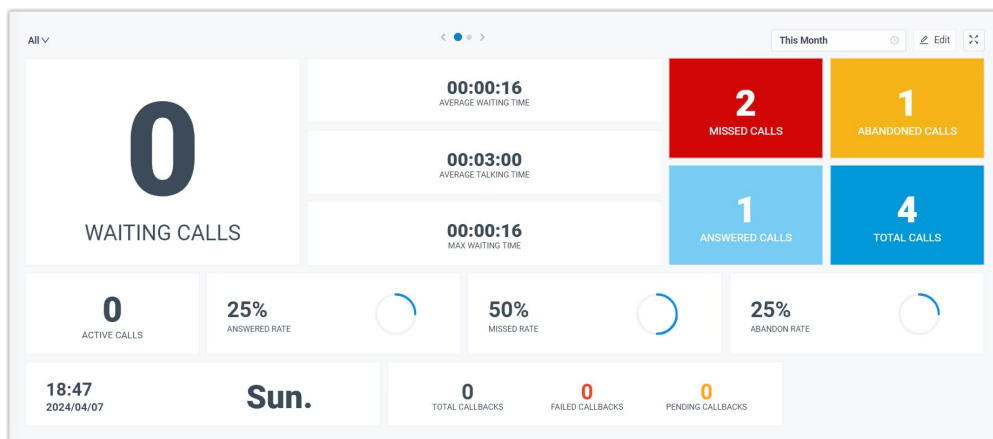 All
This Month
Edit
0
WAITING CALLS
00:00:16
AVERAGE WAITING TIME
00:03:00
AVERAGE TALKING TIME
00:00:16
MAX WAITING TIME
2
MISSED CALLS
1
ABANDONED CALLS
1
ANSWERED CALLS
4
TOTAL CALLS
0
ACTIVE CALLS
25%
ANSWERED RATE
50%
MISSED RATE
25%
ABANDON RATE
18:47
2024/04/07
Sun.
0
TOTAL CALLBACKS
0
FAILED CALLBACKS
0
PENDING CALLBACKS